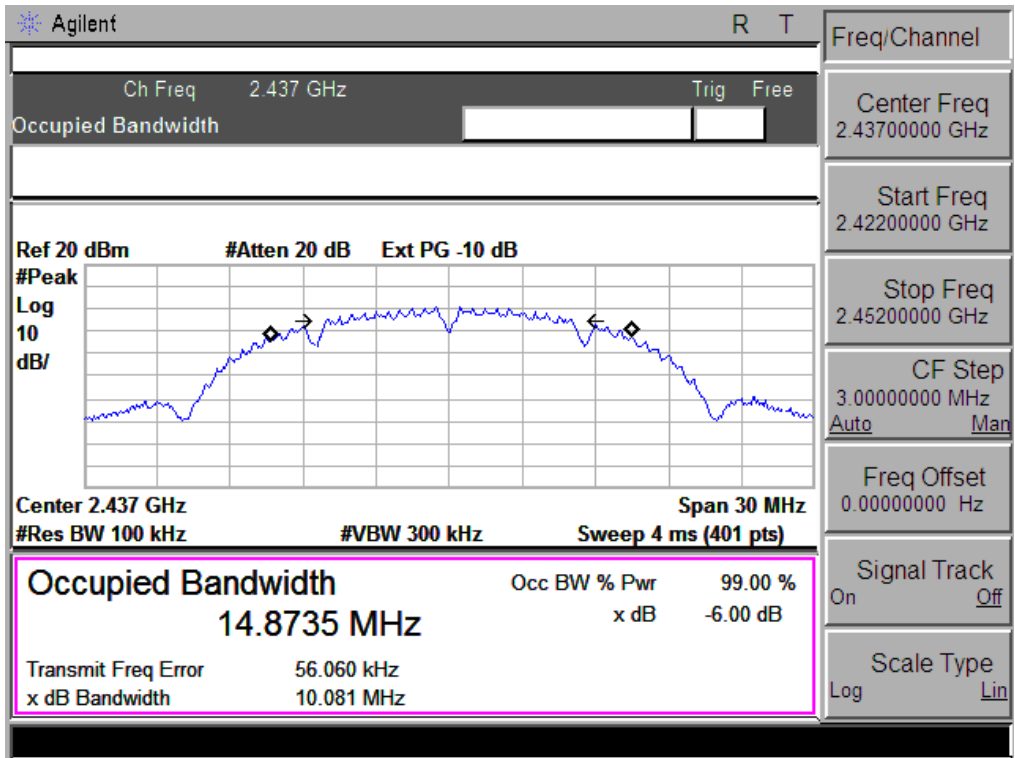 Agilent R T
Ch Freq 2.437 GHz Trig Free
Occupied Bandwidth
Ref 20 dBm #Atten 20 dB Ext PG -10 dB
#Peak
Log
10
dB/
Center 2.437 GHz Span 30 MHz
#Res BW 100 kHz #VBW 300 kHz Sweep 4 ms (401 pts)
Occupied Bandwidth Occ BW % Pwr 99.00 %
14.8735 MHz x dB -6.00 dB
Transmit Freq Error 56.060 kHz
x dB Bandwidth 10.081 MHz
Freq/Channel
Center Freq
2.43700000 GHz
Start Freq
2.42200000 GHz
Stop Freq
2.45200000 GHz
CF Step
3.00000000 MHz
Auto Man
Freq Offset
0.00000000 Hz
Signal Track
On Off
Scale Type
Log Lin